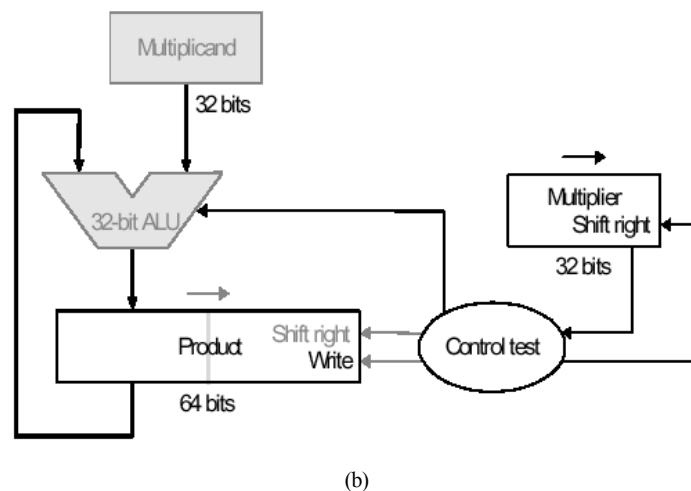 Multiplicand
32 bits
32-bit ALU
Multiplier
Shift right
32 bits
Product
Shift right
Write
Control test
64 bits
(b)